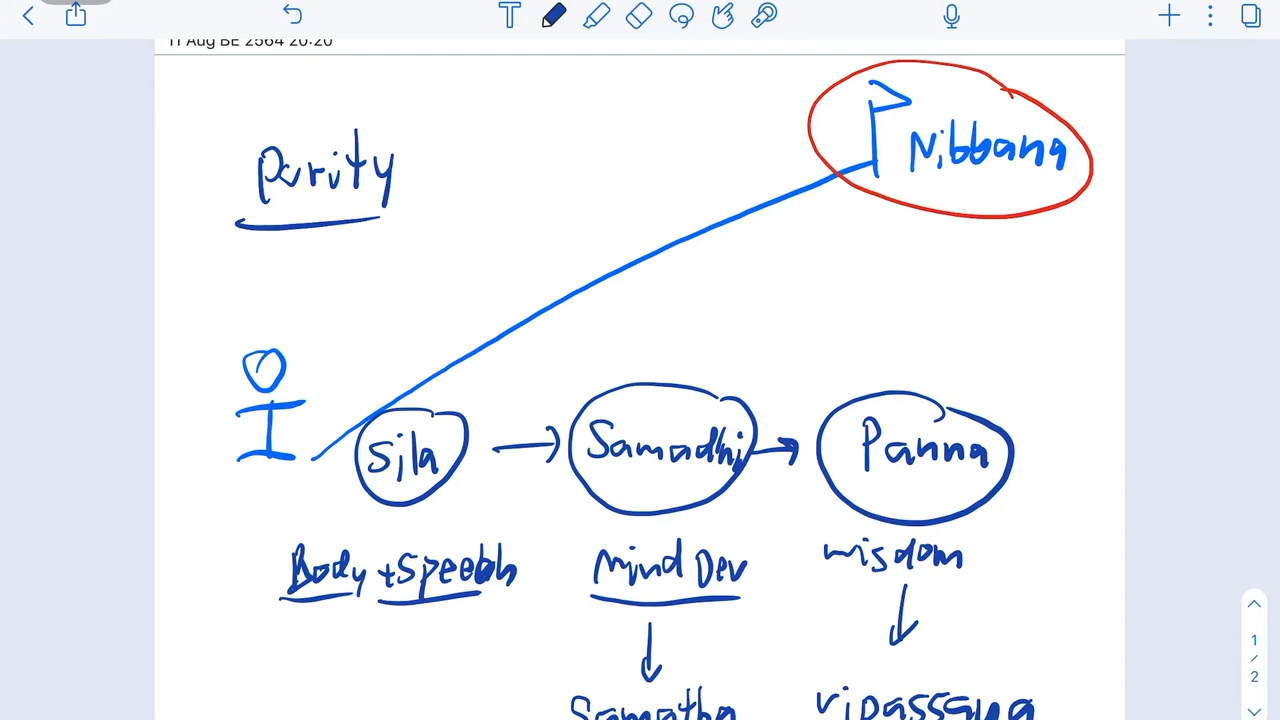 11 Aug BE 2564 20:20
Nibbana
Purity
Sila → Samadhi → Panna
Body + Speech Mind Dev wisdom
Samatha vipassana
1
/
2